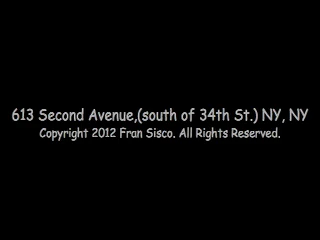 613 Second Avenue,(south of 34th St.) NY, NY
Copyright 2012 Fran Sisco. All Rights Reserved.